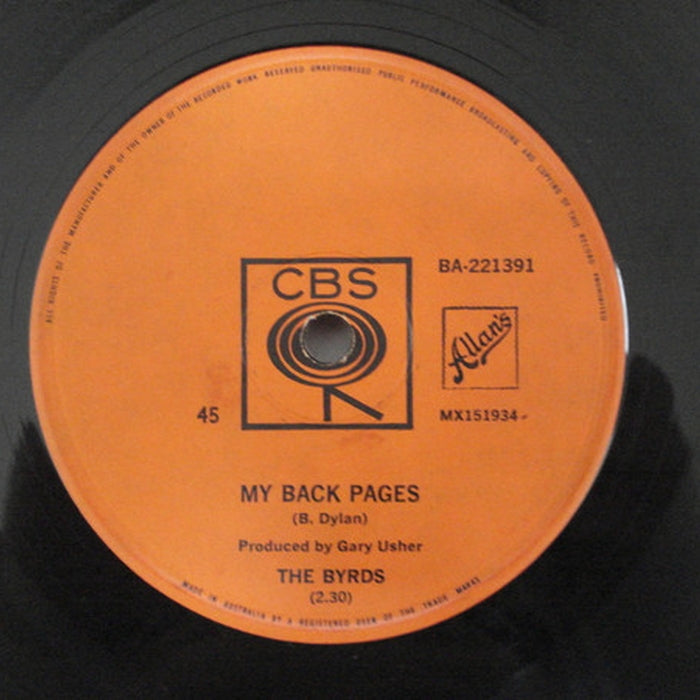 ALL RIGHTS OF THE MANUFACTURER AND OF THE OWNER OF THE RECORDED WORK RESERVED UNAUTHORISED PUBLIC PERFORMANCE BROADCASTING AND COPYING OF THIS RECORD PROHIBITED
CBS
BA-221391
Allan's
45
MX151934
MY BACK PAGES
(B. Dylan)
Produced by Gary Usher
THE BYRDS
(2.30)
MADE IN AUSTRALIA BY A REGISTERED USER OF THE TRADE MARKS